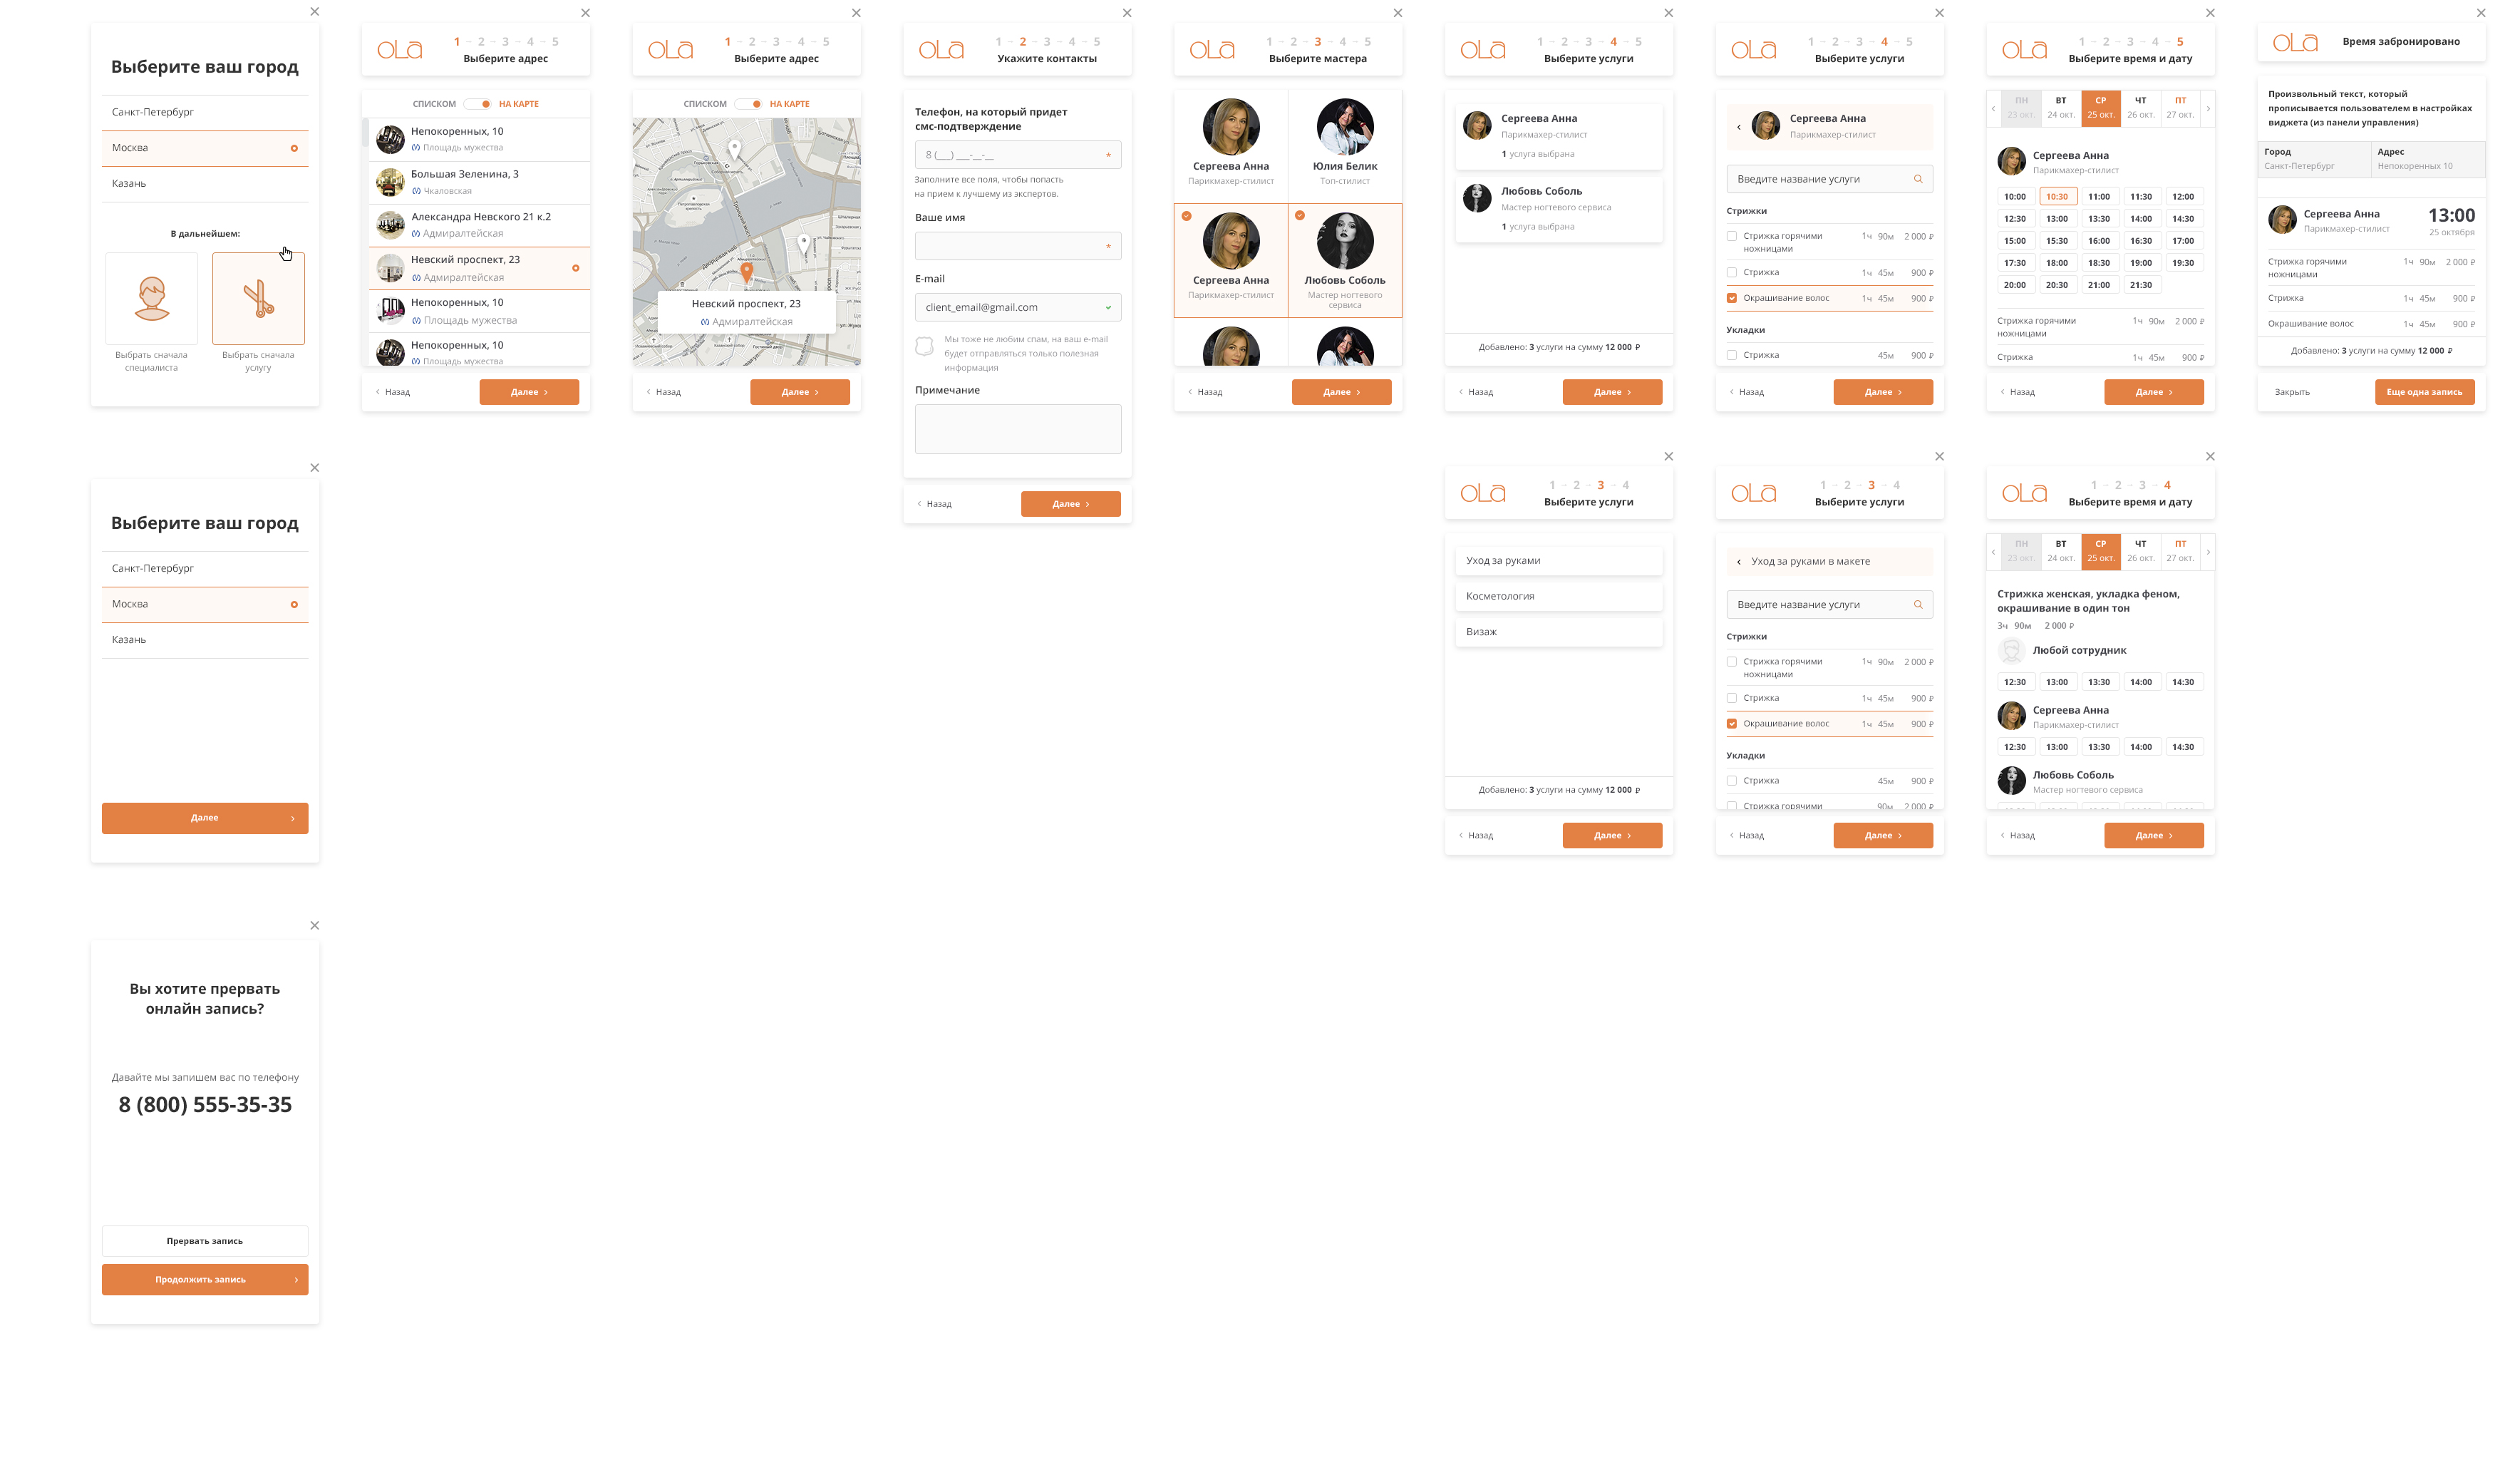 Выберите ваш город
Санкт-Петербург
Москва
Казань
В дальнейшем:
Выбрать сначала
специалиста
Выбрать сначала
услугу
OLa
1 - 2 - 3 - 4 - 5
Выберите адрес
СПИСКОМ НА КАРТЕ
Непокоренных, 10
Площадь мужества
Большая Зеленина, 3
Чкаловская
Александра Невского 21 к.2
Адмиралтейская
Невский проспект, 23
Адмиралтейская
Непокоренных, 10
Площадь мужества
Непокоренных, 10
Площадь мужества
Назад
Далее
OLa
1 - 2 - 3 - 4 - 5
Выберите адрес
СПИСКОМ НА КАРТЕ
Невский проспект, 23
Адмиралтейская
Назад
Далее
OLa
1 - 2 - 3 - 4 - 5
Укажите контакты
Телефон, на который придет
смс-подтверждение
8 (___) ___-__-__ *
Заполните все поля, чтобы попасть
на прием к лучшему из экспертов.
Ваше имя
*
E-mail
client_email@gmail.com
Мы тоже не любим спам, на ваш e-mail
будет отправляться только полезная
информация
Примечание
Назад
Далее
OLa
1 - 2 - 3 - 4 - 5
Выберите мастера
Сергеева Анна
Парикмахер-стилист
Юлия Белик
Топ-стилист
Сергеева Анна
Парикмахер-стилист
Любовь Соболь
Мастер ногтевого
сервиса
Назад
Далее
OLa
1 - 2 - 3 - 4 - 5
Выберите услуги
Сергеева Анна
Парикмахер-стилист
1 услуга выбрана
Любовь Соболь
Мастер ногтевого сервиса
1 услуга выбрана
Добавлено: 3 услуги на сумму 12 000 ₽
Назад
Далее
OLa
1 - 2 - 3 - 4 - 5
Выберите услуги
Сергеева Анна
Парикмахер-стилист
Введите название услуги
Стрижки
Стрижка горячими 1ч 90м 2 000 ₽
ножницами
Стрижка 1ч 45м 900 ₽
Окрашивание волос 1ч 45м 900 ₽
Укладки
Стрижка 45м 900 ₽
Назад
Далее
OLa
1 - 2 - 3 - 4 - 5
Выберите время и дату
ПН ВТ СР ЧТ ПТ
23 окт. 24 окт. 25 окт. 26 окт. 27 окт.
Сергеева Анна
Парикмахер-стилист
10:00 10:30 11:00 11:30 12:00
12:30 13:00 13:30 14:00 14:30
15:00 15:30 16:00 16:30 17:00
17:30 18:00 18:30 19:00 19:30
20:00 20:30 21:00 21:30
Стрижка горячими 1ч 90м 2 000 ₽
ножницами
Стрижка 1ч 45м 900 ₽
Назад
Далее
OLa
Время забронировано
Произвольный текст, который
прописывается пользователем в настройках
виджета (из панели управления)
Город Адрес
Санкт-Петербург Непокоренных 10
Сергеева Анна 13:00
Парикмахер-стилист 25 октября
Стрижка горячими 1ч 90м 2 000 ₽
ножницами
Стрижка 1ч 45м 900 ₽
Окрашивание волос 1ч 45м 900 ₽
Добавлено: 3 услуги на сумму 12 000 ₽
Закрыть
Еще одна запись
Выберите ваш город
Санкт-Петербург
Москва
Казань
Далее
OLa
1 - 2 - 3 - 4
Выберите услуги
Уход за руками
Косметология
Визаж
Добавлено: 3 услуги на сумму 12 000 ₽
Назад
Далее
OLa
1 - 2 - 3 - 4
Выберите услуги
Уход за руками в макете
Введите название услуги
Стрижки
Стрижка горячими 1ч 90м 2 000 ₽
ножницами
Стрижка 1ч 45м 900 ₽
Окрашивание волос 1ч 45м 900 ₽
Укладки
Стрижка 45м 900 ₽
Стрижка горячими 90м 2 000 ₽
Назад
Далее
OLa
1 - 2 - 3 - 4
Выберите время и дату
ПН ВТ СР ЧТ ПТ
23 окт. 24 окт. 25 окт. 26 окт. 27 окт.
Стрижка женская, укладка феном,
окрашивание в один тон
3ч 90м 2 000 ₽
Любой сотрудник
12:30 13:00 13:30 14:00 14:30
Сергеева Анна
Парикмахер-стилист
12:30 13:00 13:30 14:00 14:30
Любовь Соболь
Мастер ногтевого сервиса
Назад
Далее
Вы хотите прервать
онлайн запись?
Давайте мы запишем вас по телефону
8 (800) 555-35-35
Прервать запись
Продолжить запись